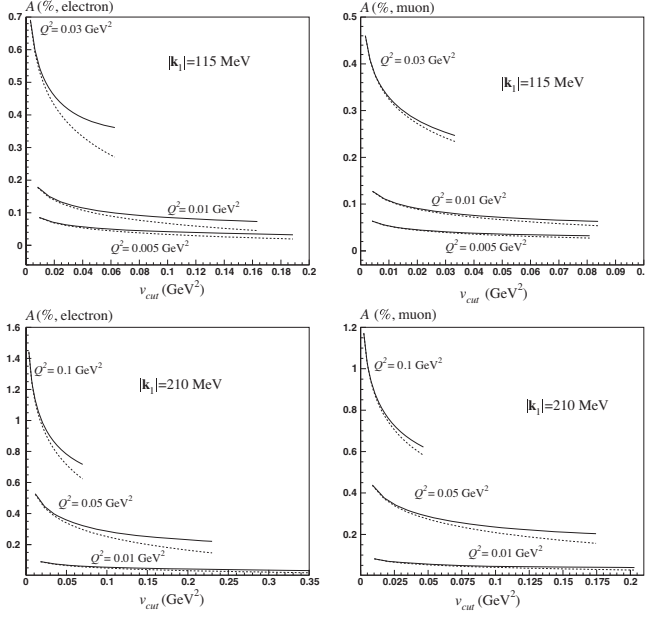 A (%, electron)
0.7
Q²= 0.03 GeV²
0.6
|k₁|=115 MeV
0.5
0.4
0.3
0.2
Q²= 0.01 GeV²
0.1
Q²= 0.005 GeV²
0
0 0.02 0.04 0.06 0.08 0.1 0.12 0.14 0.16 0.18 0.2
v_cut (GeV²)
A (%, muon)
0.5
Q²= 0.03 GeV²
0.4
|k₁|=115 MeV
0.3
0.2
Q²= 0.01 GeV²
0.1
Q²= 0.005 GeV²
0
0 0.01 0.02 0.03 0.04 0.05 0.06 0.07 0.08 0.09 0.
v_cut (GeV²)
A (%, electron)
1.6
1.4
Q²= 0.1 GeV²
|k₁|=210 MeV
1.2
1
0.8
0.6
Q²= 0.05 GeV²
0.4
0.2
Q²= 0.01 GeV²
0 0.05 0.1 0.15 0.2 0.25 0.3 0.35
v_cut (GeV²)
A (%, muon)
1.2
Q²= 0.1 GeV²
1
|k₁|=210 MeV
0.8
0.6
0.4
Q²= 0.05 GeV²
0.2
Q²= 0.01 GeV²
0 0.025 0.05 0.075 0.1 0.125 0.15 0.175 0.2
v_cut (GeV²)